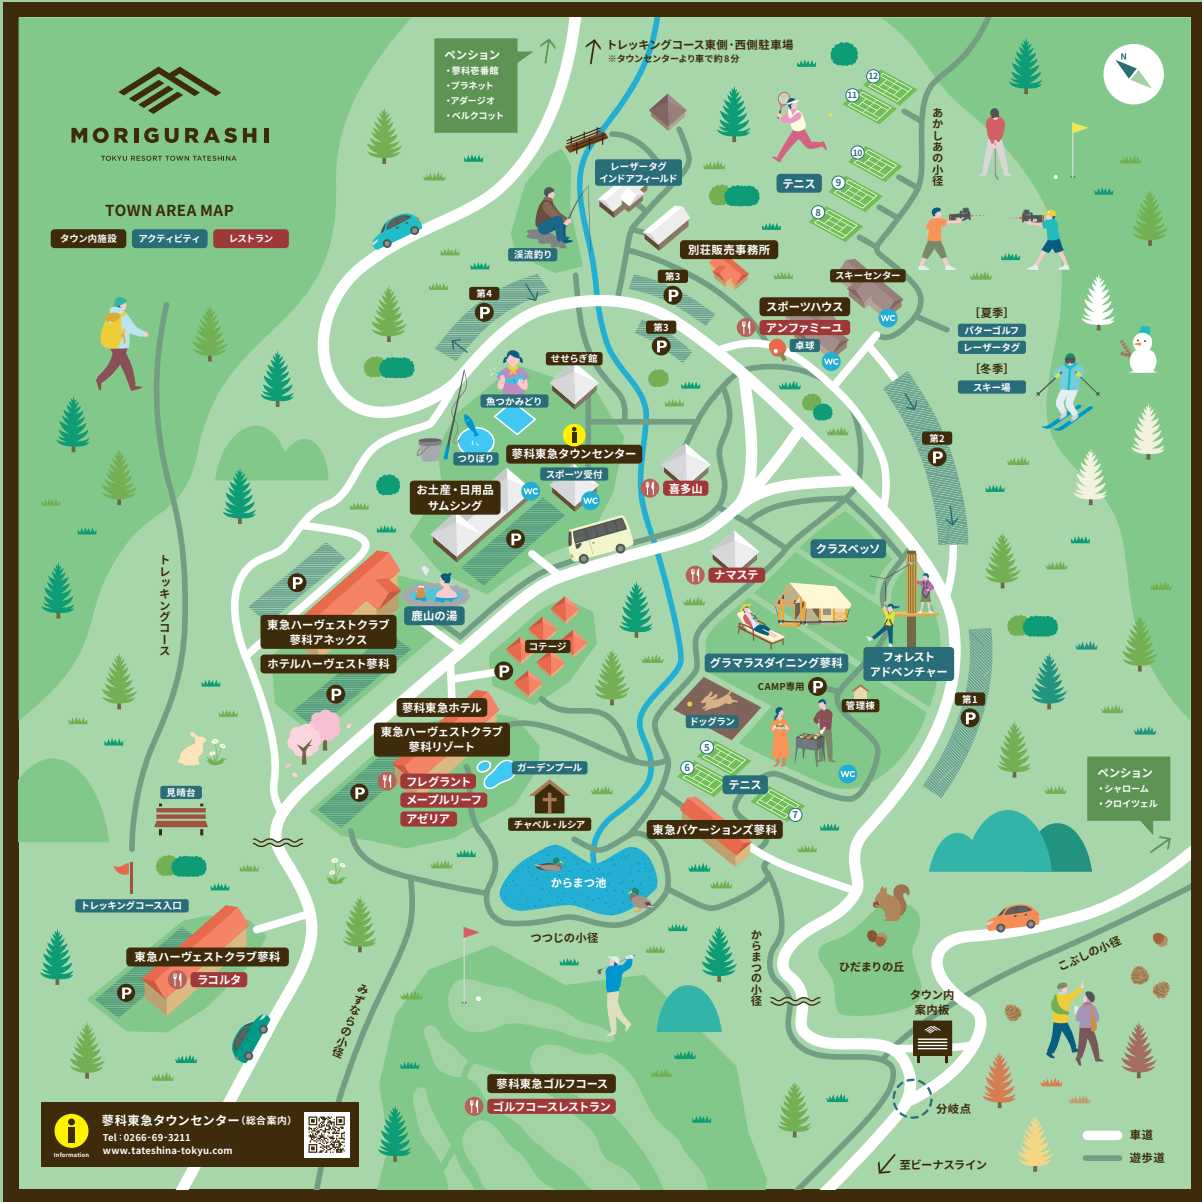 MORIGURASHI
TOKYU RESORT TOWN TATESHINA
TOWN AREA MAP
タウン内施設
アクティビティ
レストラン
ペンション
・蓼科壱番館
・プラネット
・アダージオ
・ベルクコット
トレッキングコース東側・西側駐車場
※タウンセンターより車で約8分
N
12
11
10
9
8
テニス
あかしあの小径
レーザータグ
インドアフィールド
渓流釣り
別荘販売事務所
スキーセンター
WC
第4
P
第3
P
第3
P
スポーツハウス
アンファミーユ
卓球
WC
[夏季]
パターゴルフ
レーザータグ
[冬季]
スキー場
せせらぎ館
魚つかみどり
つりぼり
i
蓼科東急タウンセンター
スポーツ受付
WC
WC
お土産・日用品
サムシング
P
喜多山
第2
P
ナマステ
クラスベッソ
トレッキングコース
P
東急ハーヴェストクラブ
蓼科アネックス
ホテルハーヴェスト蓼科
P
鹿山の湯
コテージ
P
グラマラスダイニング蓼科
フォレスト
アドベンチャー
CAMP専用 P
管理棟
ドッグラン
第1
P
蓼科東急ホテル
東急ハーヴェストクラブ
蓼科リゾート
フレグラント
メープルリーフ
アゼリア
P
ガーデンプール
チャペル・ルシア
5
6
テニス
7
WC
東急バケーションズ蓼科
ペンション
・シャローム
・クロイツェル
見晴台
トレッキングコース入口
からまつ池
つつじの小径
からまつの小径
ひだまりの丘
こぶしの小径
東急ハーヴェストクラブ蓼科
ラコルタ
P
みずならの小径
タウン内
案内板
分岐点
蓼科東急ゴルフコース
ゴルフコースレストラン
i
Information
蓼科東急タウンセンター(総合案内)
Tel:0266-69-3211
www.tateshina-tokyu.com
至ビーナスライン
車道
遊歩道